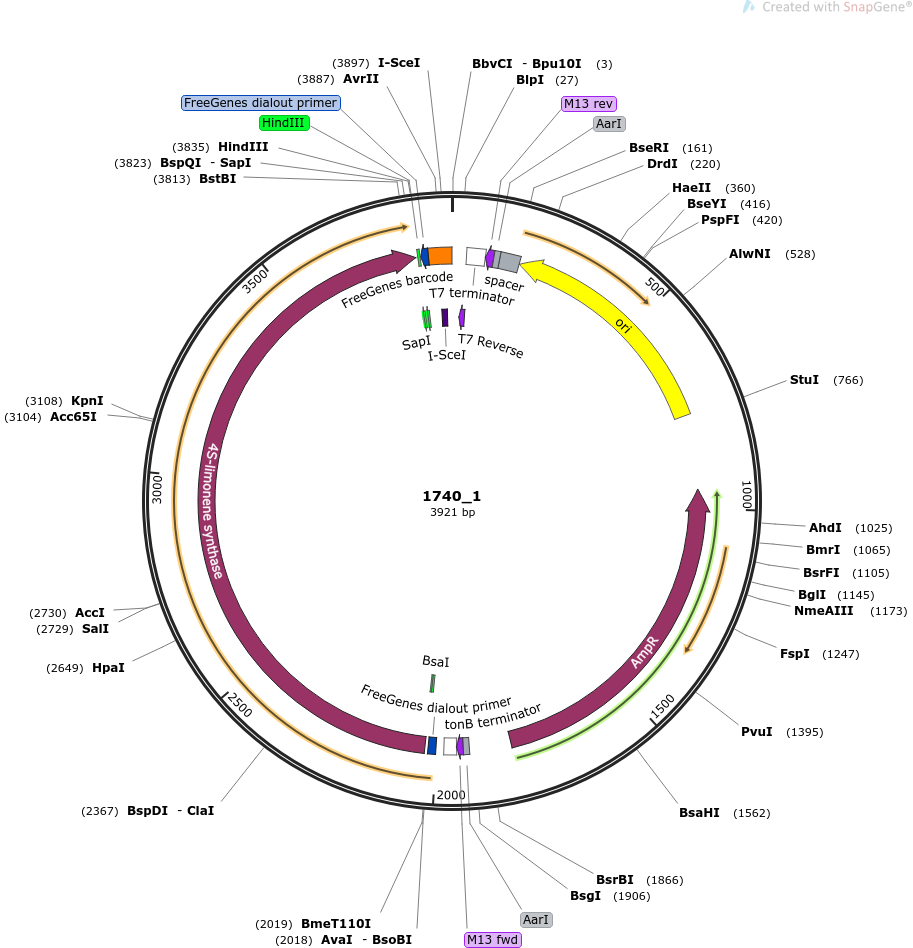 Created with SnapGene®
(3897) I-SceI
(3887) AvrII
BbvCI - Bpu10I (3)
BlpI (27)
FreeGenes dialout primer
HindIII
M13 rev
AarI
(3835) HindIII
(3823) BspQI - SapI
(3813) BstBI
BseRI (161)
DrdI (220)
HaeII (360)
BseYI (416)
PspFI (420)
AlwNI (528)
StuI (766)
3500
500
FreeGenes barcode
T7 terminator
spacer
ori
SapI
I-SceI
T7 Reverse
(3108) KpnI
(3104) Acc65I
3000
4S-limonene synthase
1740_1
3921 bp
1000
AhdI (1025)
BmrI (1065)
BsrFI (1105)
BglI (1145)
NmeAIII (1173)
FspI (1247)
(2730) AccI
(2729) SalI
(2649) HpaI
AmpR
BsaI
FreeGenes dialout primer
tonB terminator
2500
1500
PvuI (1395)
2000
(2367) BspDI - ClaI
BsaHI (1562)
BsrBI (1866)
BsgI (1906)
AarI
M13 fwd
(2019) BmeT110I
(2018) AvaI - BsoBI